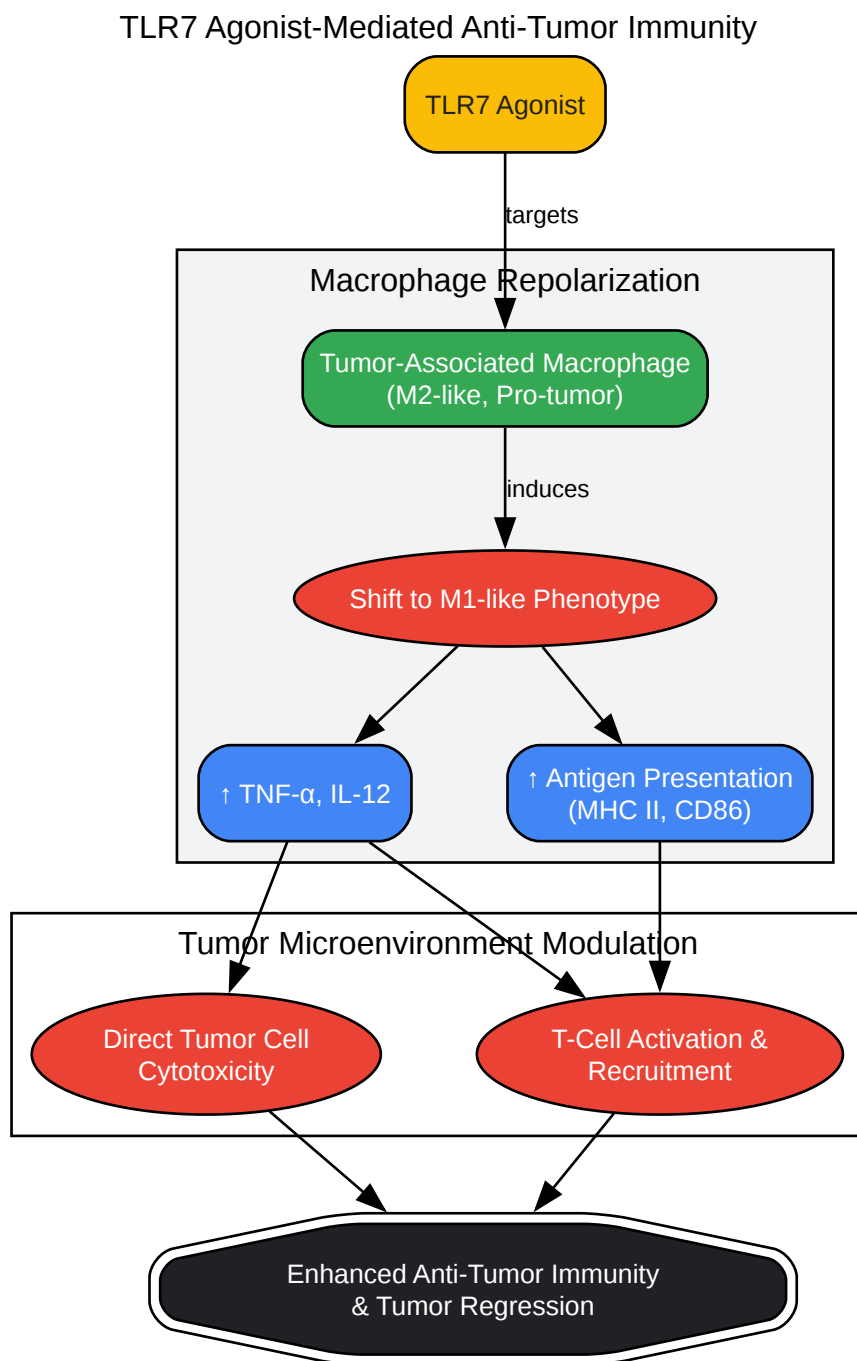 TLR7 Agonist-Mediated Anti-Tumor Immunity
TLR7 Agonist
targets
Macrophage Repolarization
Tumor-Associated Macrophage
(M2-like, Pro-tumor)
induces
Shift to M1-like Phenotype
↑ TNF-α, IL-12
↑ Antigen Presentation
(MHC II, CD86)
Tumor Microenvironment Modulation
Direct Tumor Cell
Cytotoxicity
T-Cell Activation &
Recruitment
Enhanced Anti-Tumor Immunity
& Tumor Regression